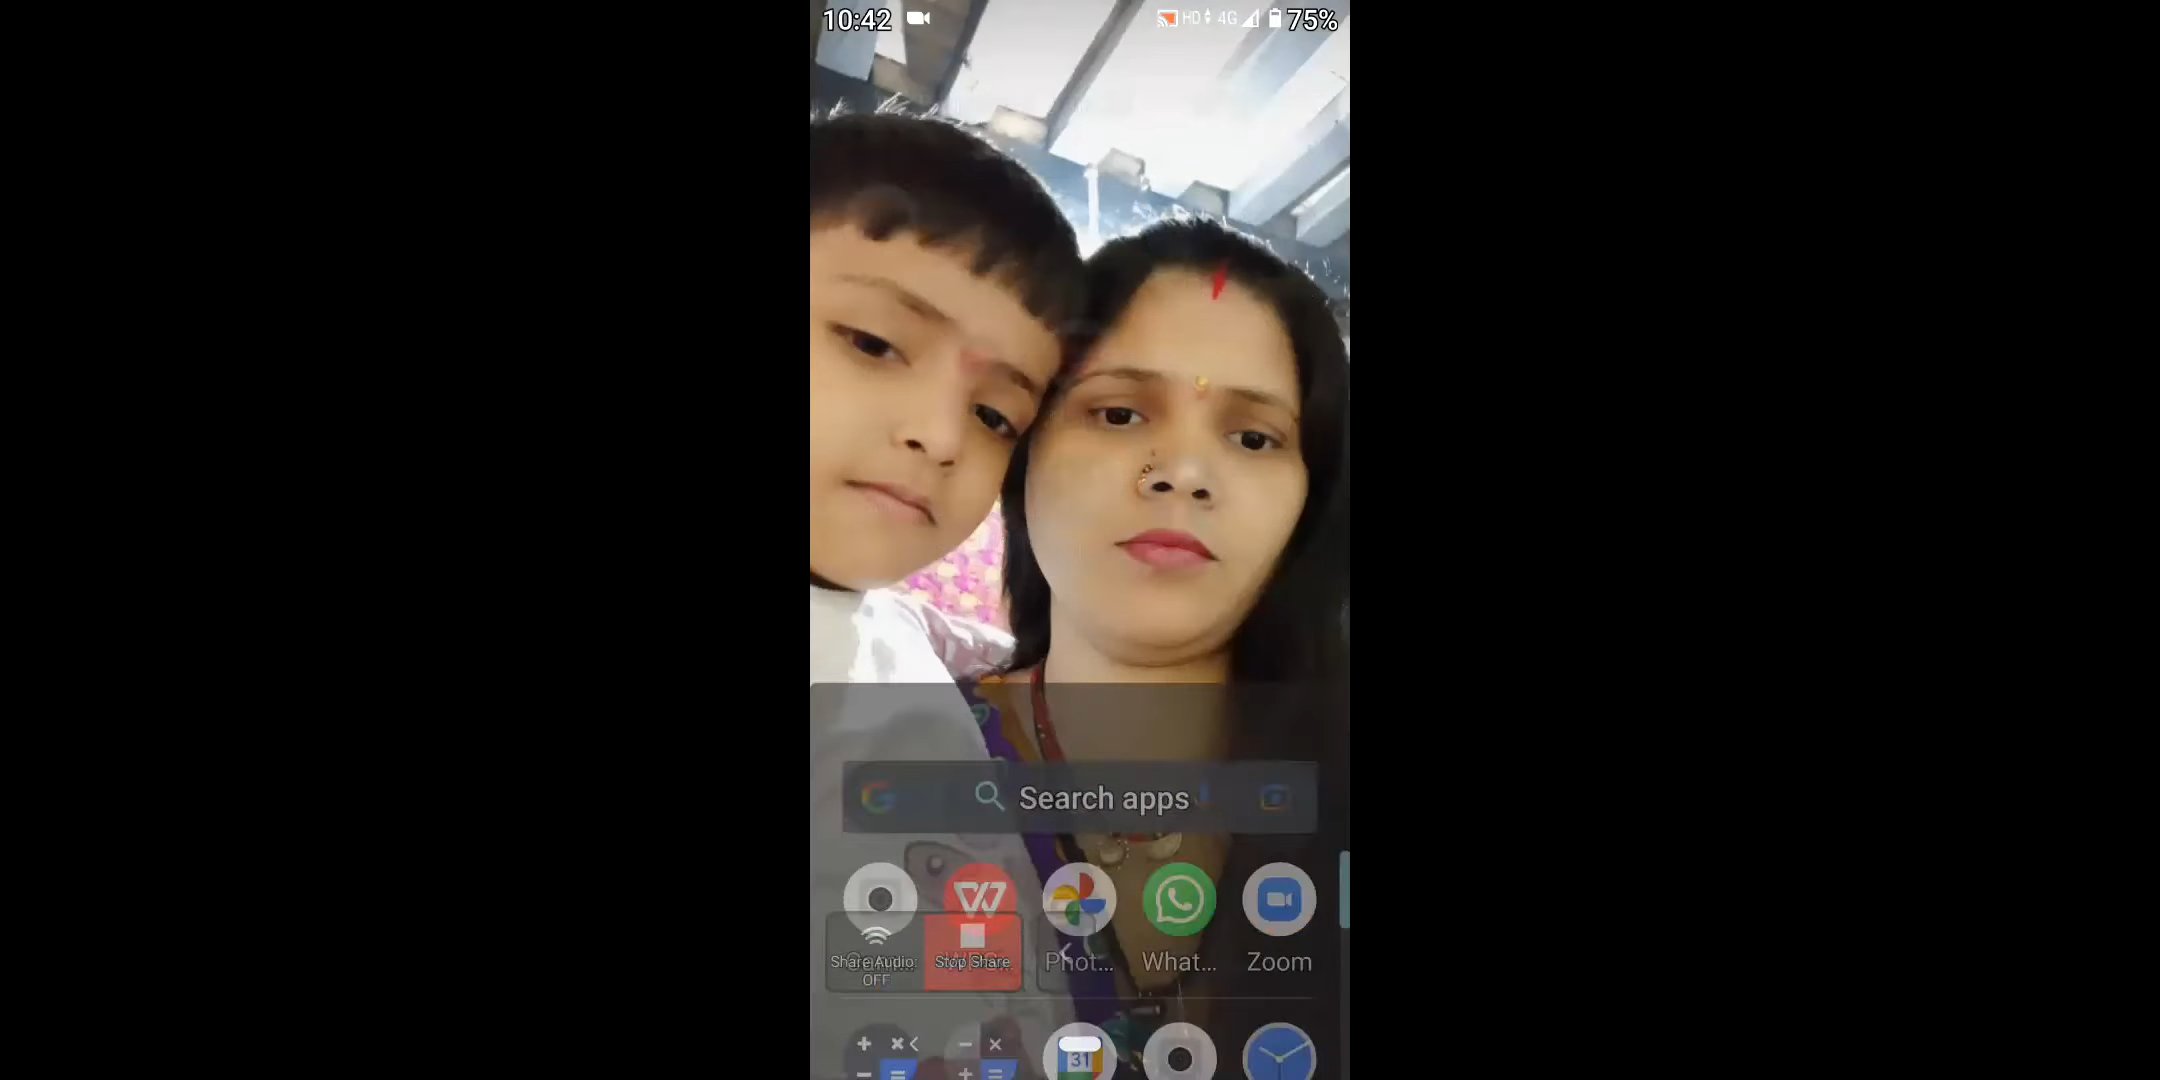 10:42
HD 4G 75%
Search apps
Phot... What... Zoom
Share Audio: Stop Share
OFF
31